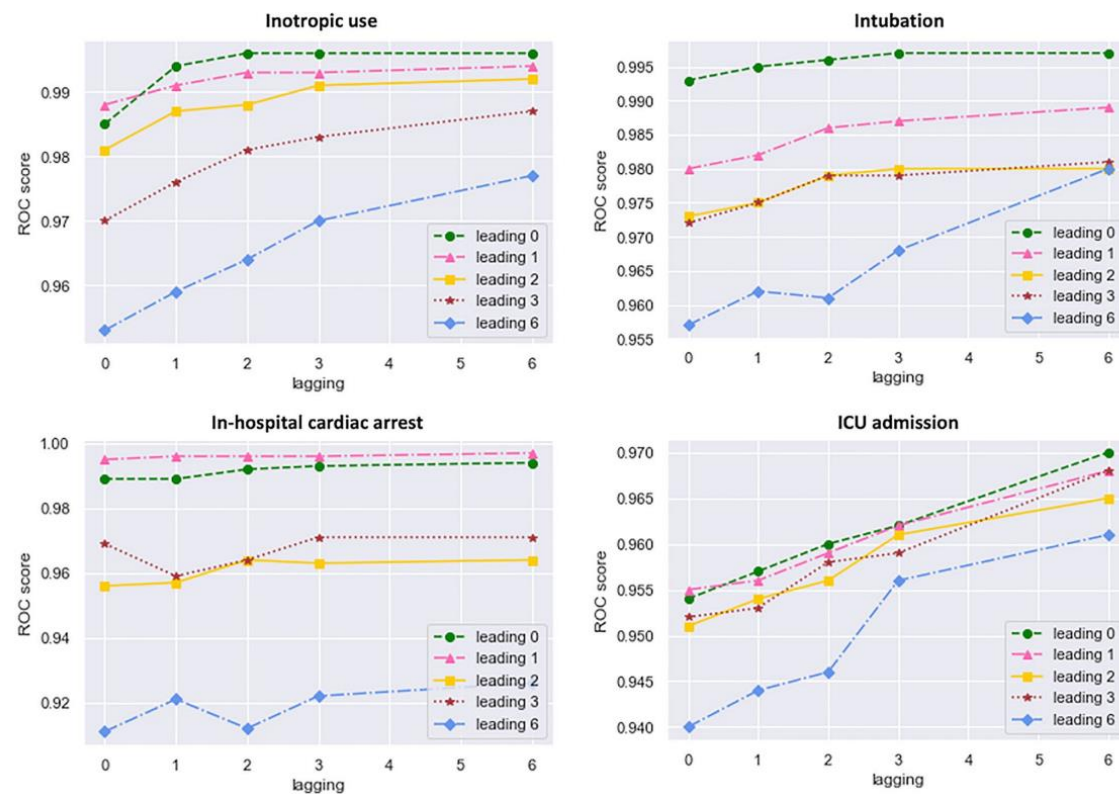 Inotropic use
ROC score
0.99
0.98
0.97
0.96
leading 0
leading 1
leading 2
leading 3
leading 6
0 1 2 3 4 5 6
lagging
Intubation
ROC score
0.995
0.990
0.985
0.980
0.975
0.970
0.965
0.960
0.955
leading 0
leading 1
leading 2
leading 3
leading 6
0 1 2 3 4 5 6
lagging
In-hospital cardiac arrest
ROC score
1.00
0.98
0.96
0.94
0.92
leading 0
leading 1
leading 2
leading 3
leading 6
0 1 2 3 4 5 6
lagging
ICU admission
ROC score
0.970
0.965
0.960
0.955
0.950
0.945
0.940
leading 0
leading 1
leading 2
leading 3
leading 6
0 1 2 3 4 5 6
lagging